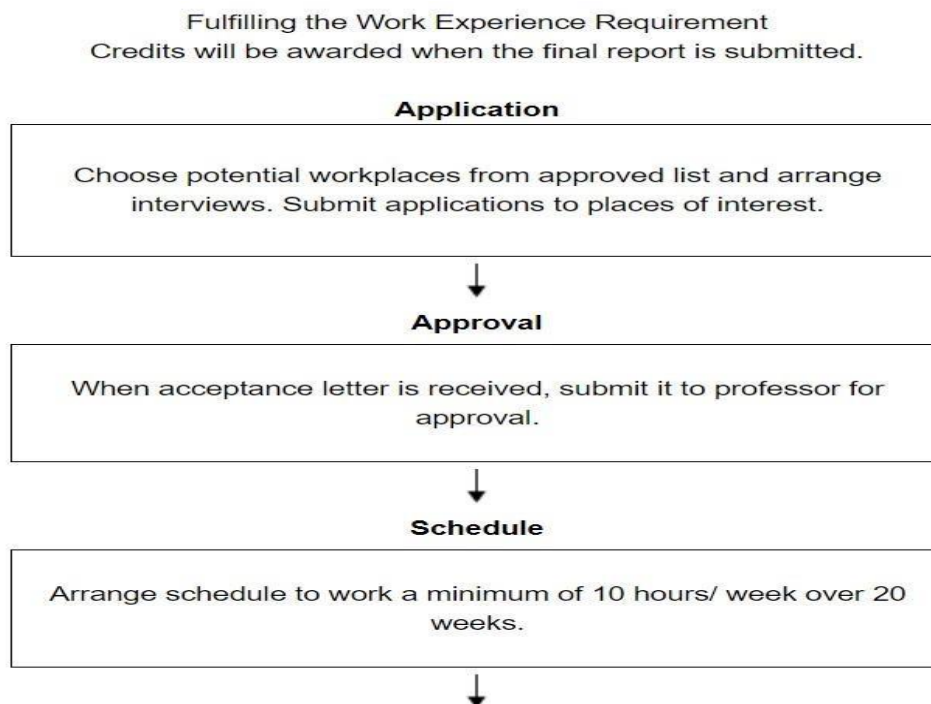 Fulfilling the Work Experience Requirement
Credits will be awarded when the final report is submitted.
Application
Choose potential workplaces from approved list and arrange
interviews. Submit applications to places of interest.
Approval
When acceptance letter is received, submit it to professor for
approval.
Schedule
Arrange schedule to work a minimum of 10 hours/ week over 20
weeks.